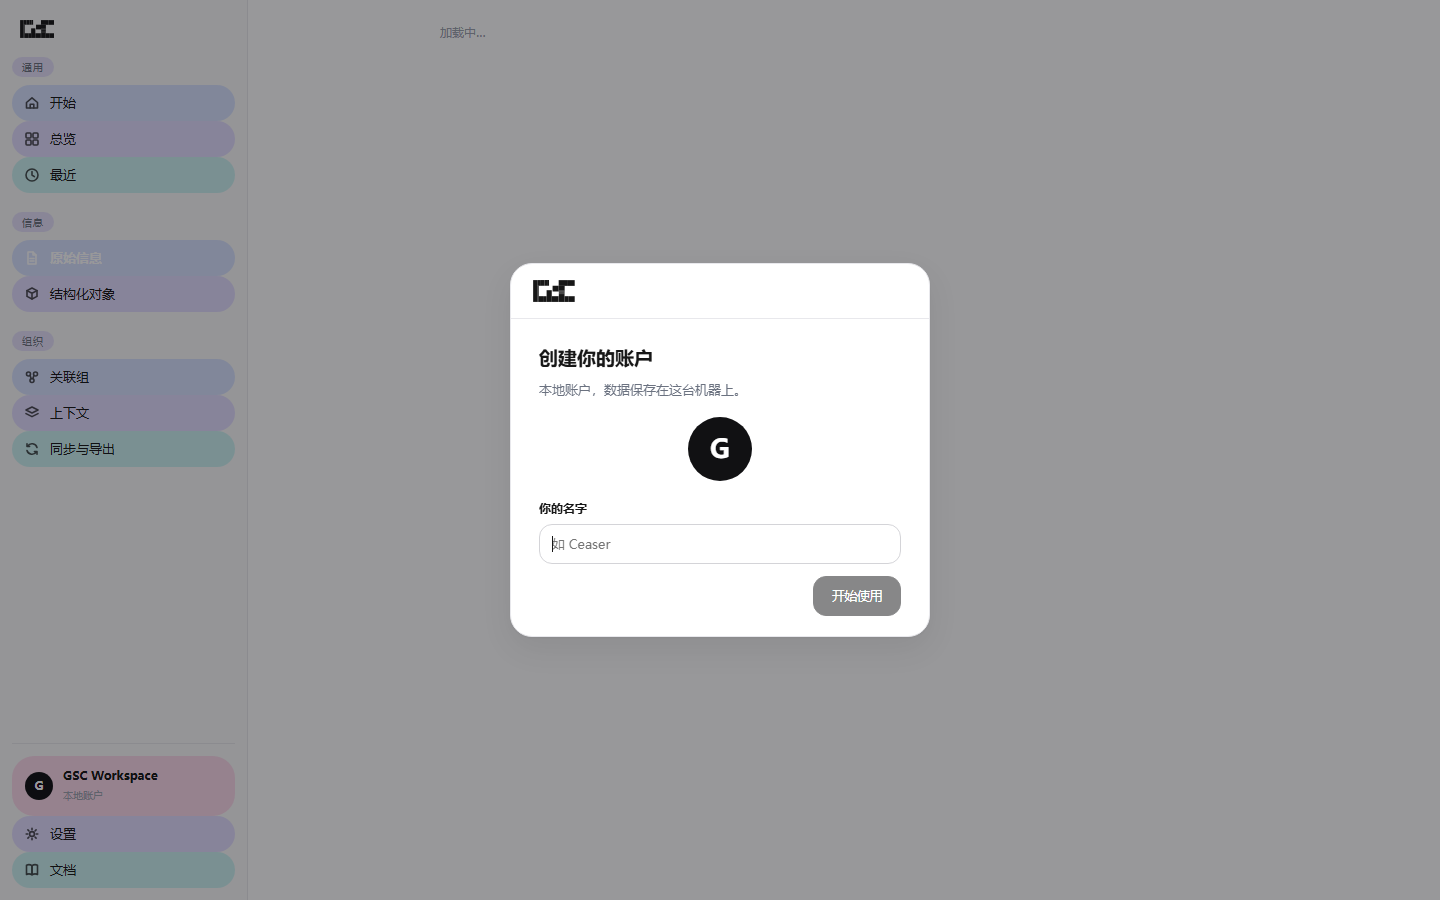 GSC
通用
开始
总览
最近
信息
原始信息
结构化对象
组织
关联组
上下文
同步与导出
G
GSC Workspace
本地账户
设置
文档
加载中...
GSC
创建你的账户
本地账户，数据保存在这台机器上。
G
你的名字
如 Ceaser
开始使用